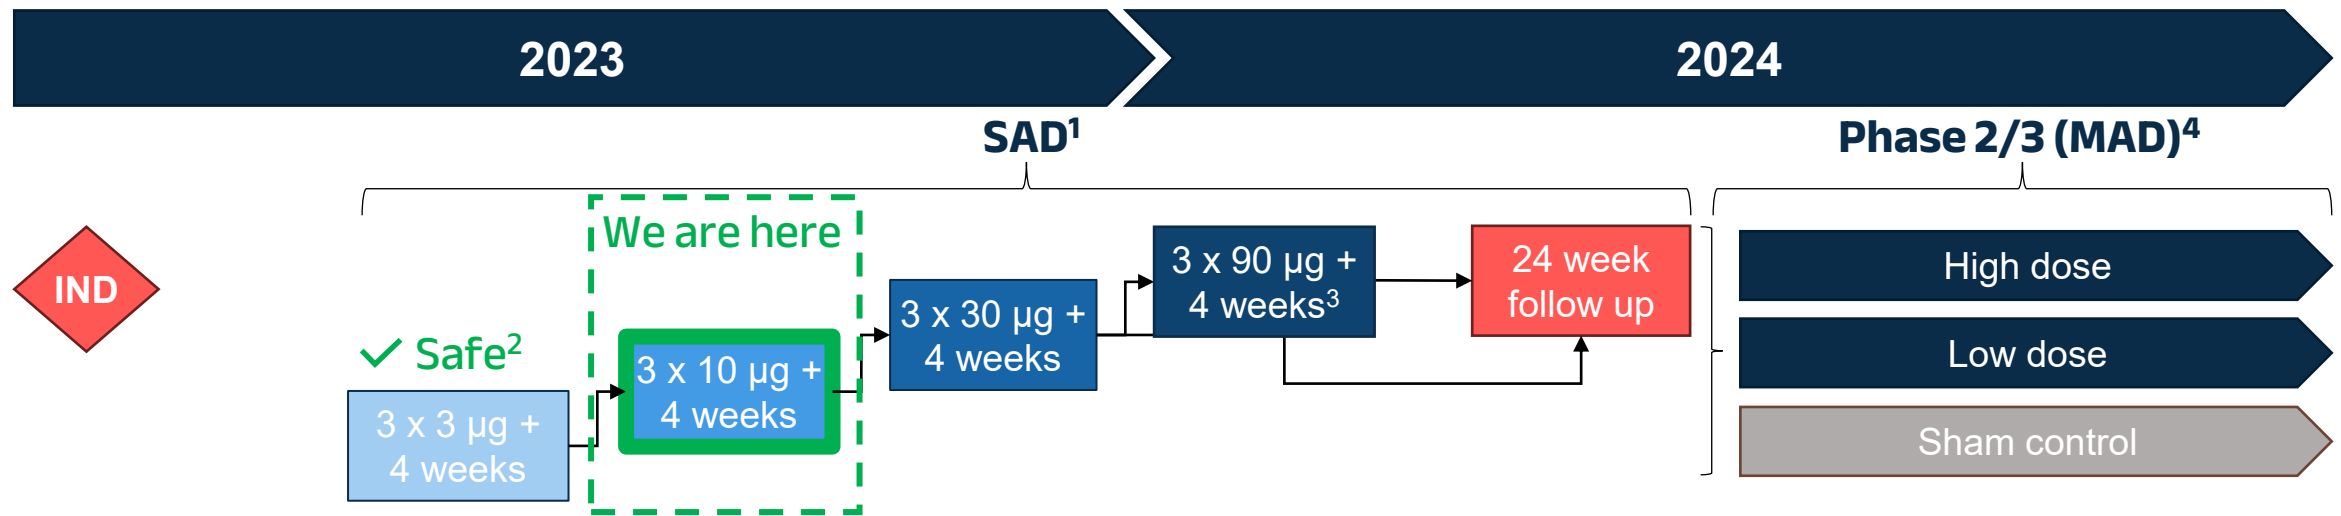 2023
2024
SAD¹
Phase 2/3 (MAD)⁴
IND
✓ Safe²
3 x 3 µg +
4 weeks
We are here
3 x 10 µg +
4 weeks
3 x 30 µg +
4 weeks
3 x 90 µg +
4 weeks³
24 week
follow up
High dose
Low dose
Sham control